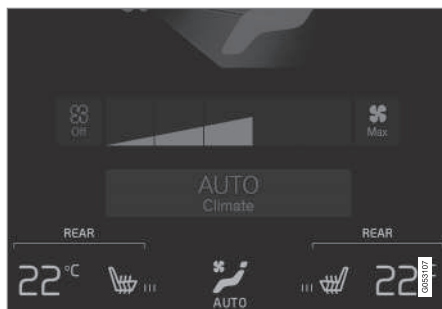 Off
Max
AUTO
Climate
REAR REAR
22°C 22°C
AUTO
G053107